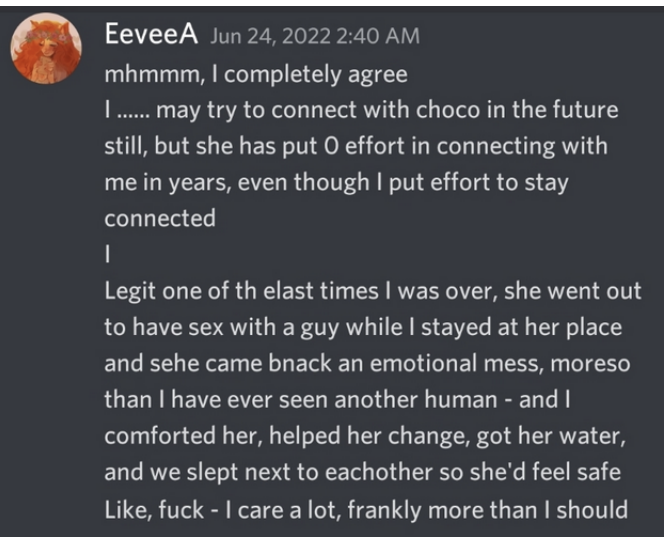 EeveeA Jun 24, 2022 2:40 AM
mhmmm, I completely agree
I ...... may try to connect with choco in the future
still, but she has put 0 effort in connecting with
me in years, even though I put effort to stay
connected
I
Legit one of th elast times I was over, she went out
to have sex with a guy while I stayed at her place
and sehe came bnack an emotional mess, moreso
than I have ever seen another human - and I
comforted her, helped her change, got her water,
and we slept next to eachother so she'd feel safe
Like, fuck - I care a lot, frankly more than I should